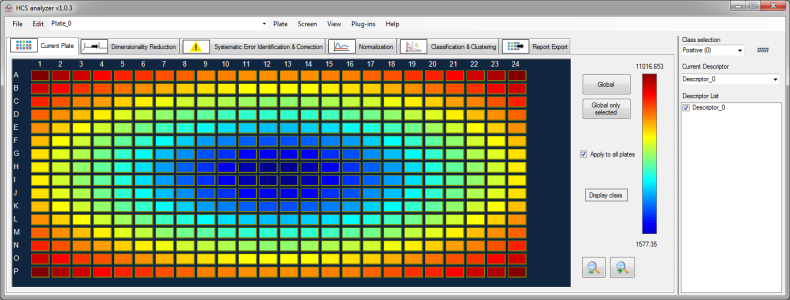 HCS analyzer v1.0.3
File Edit Plate_0 Plate Screen View Plug-ins Help
Current Plate Dimensionality Reduction Systematic Error Identification & Correction Normalization Classification & Clustering Report Export
1 2 3 4 5 6 7 8 9 10 11 12 13 14 15 16 17 18 19 20 21 22 23 24
A
B
C
D
E
F
G
H
I
J
K
L
M
N
O
P
Global
Global only
selected
Apply to all plates
Display class
11016.653
1577.35
Class selection
Positive (0) ###
Current Descriptor
Descriptor_0
Descriptor List
Descriptor_0